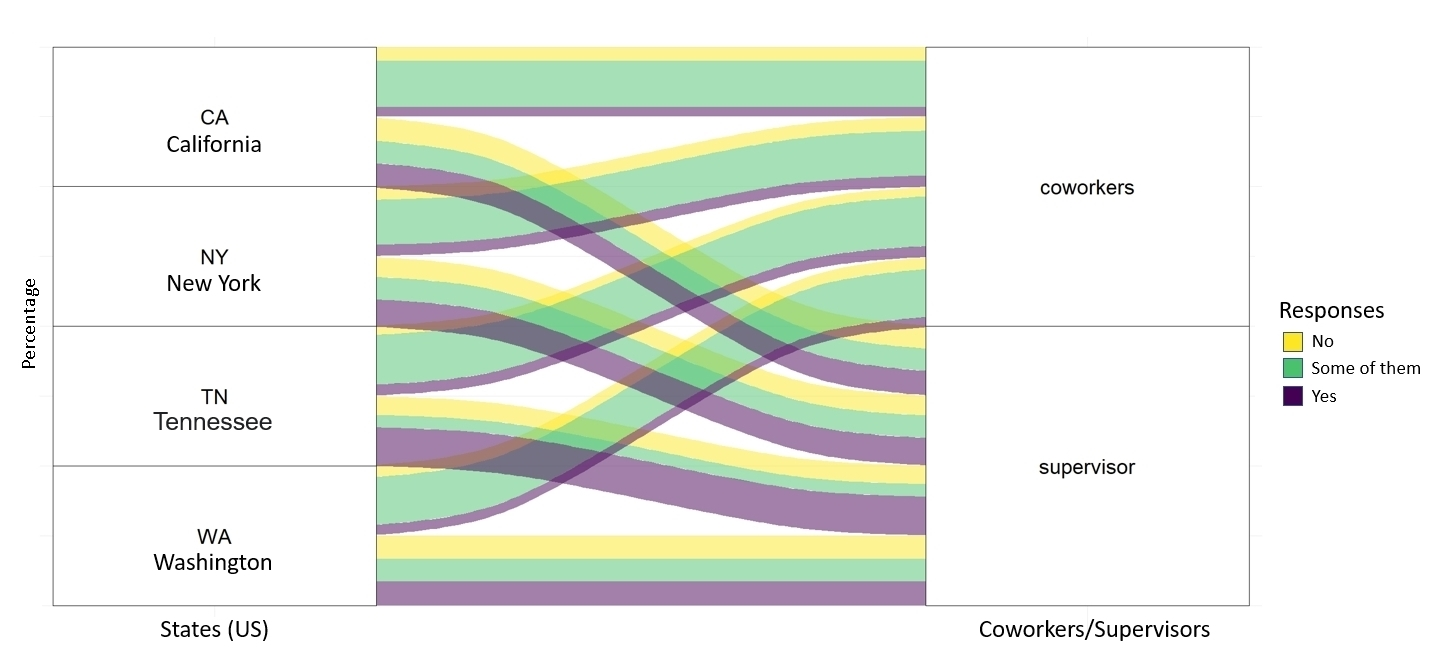 CA
California
NY
New York
TN
Tennessee
WA
Washington
Percentage
States (US)
coworkers
supervisor
Coworkers/Supervisors
Responses
No
Some of them
Yes